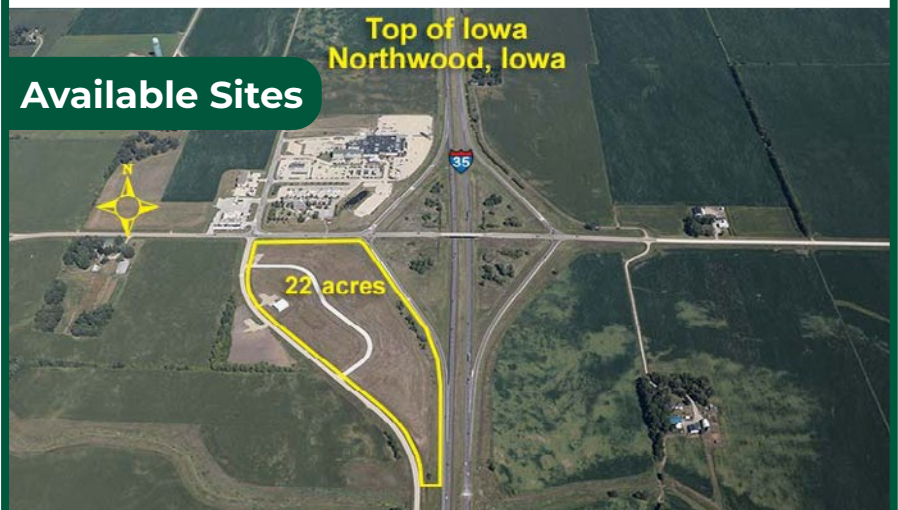 Top of Iowa
Northwood, Iowa
Available Sites
N
35
22 acres